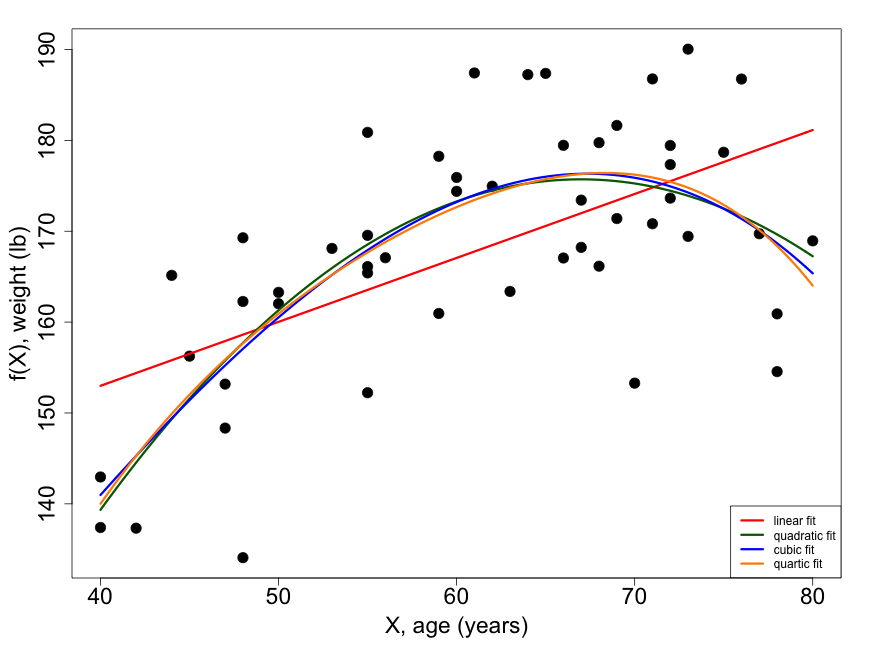 f(X), weight (lb)
190
180
170
160
150
140
40 50 60 70 80
X, age (years)
linear fit
quadratic fit
cubic fit
quartic fit